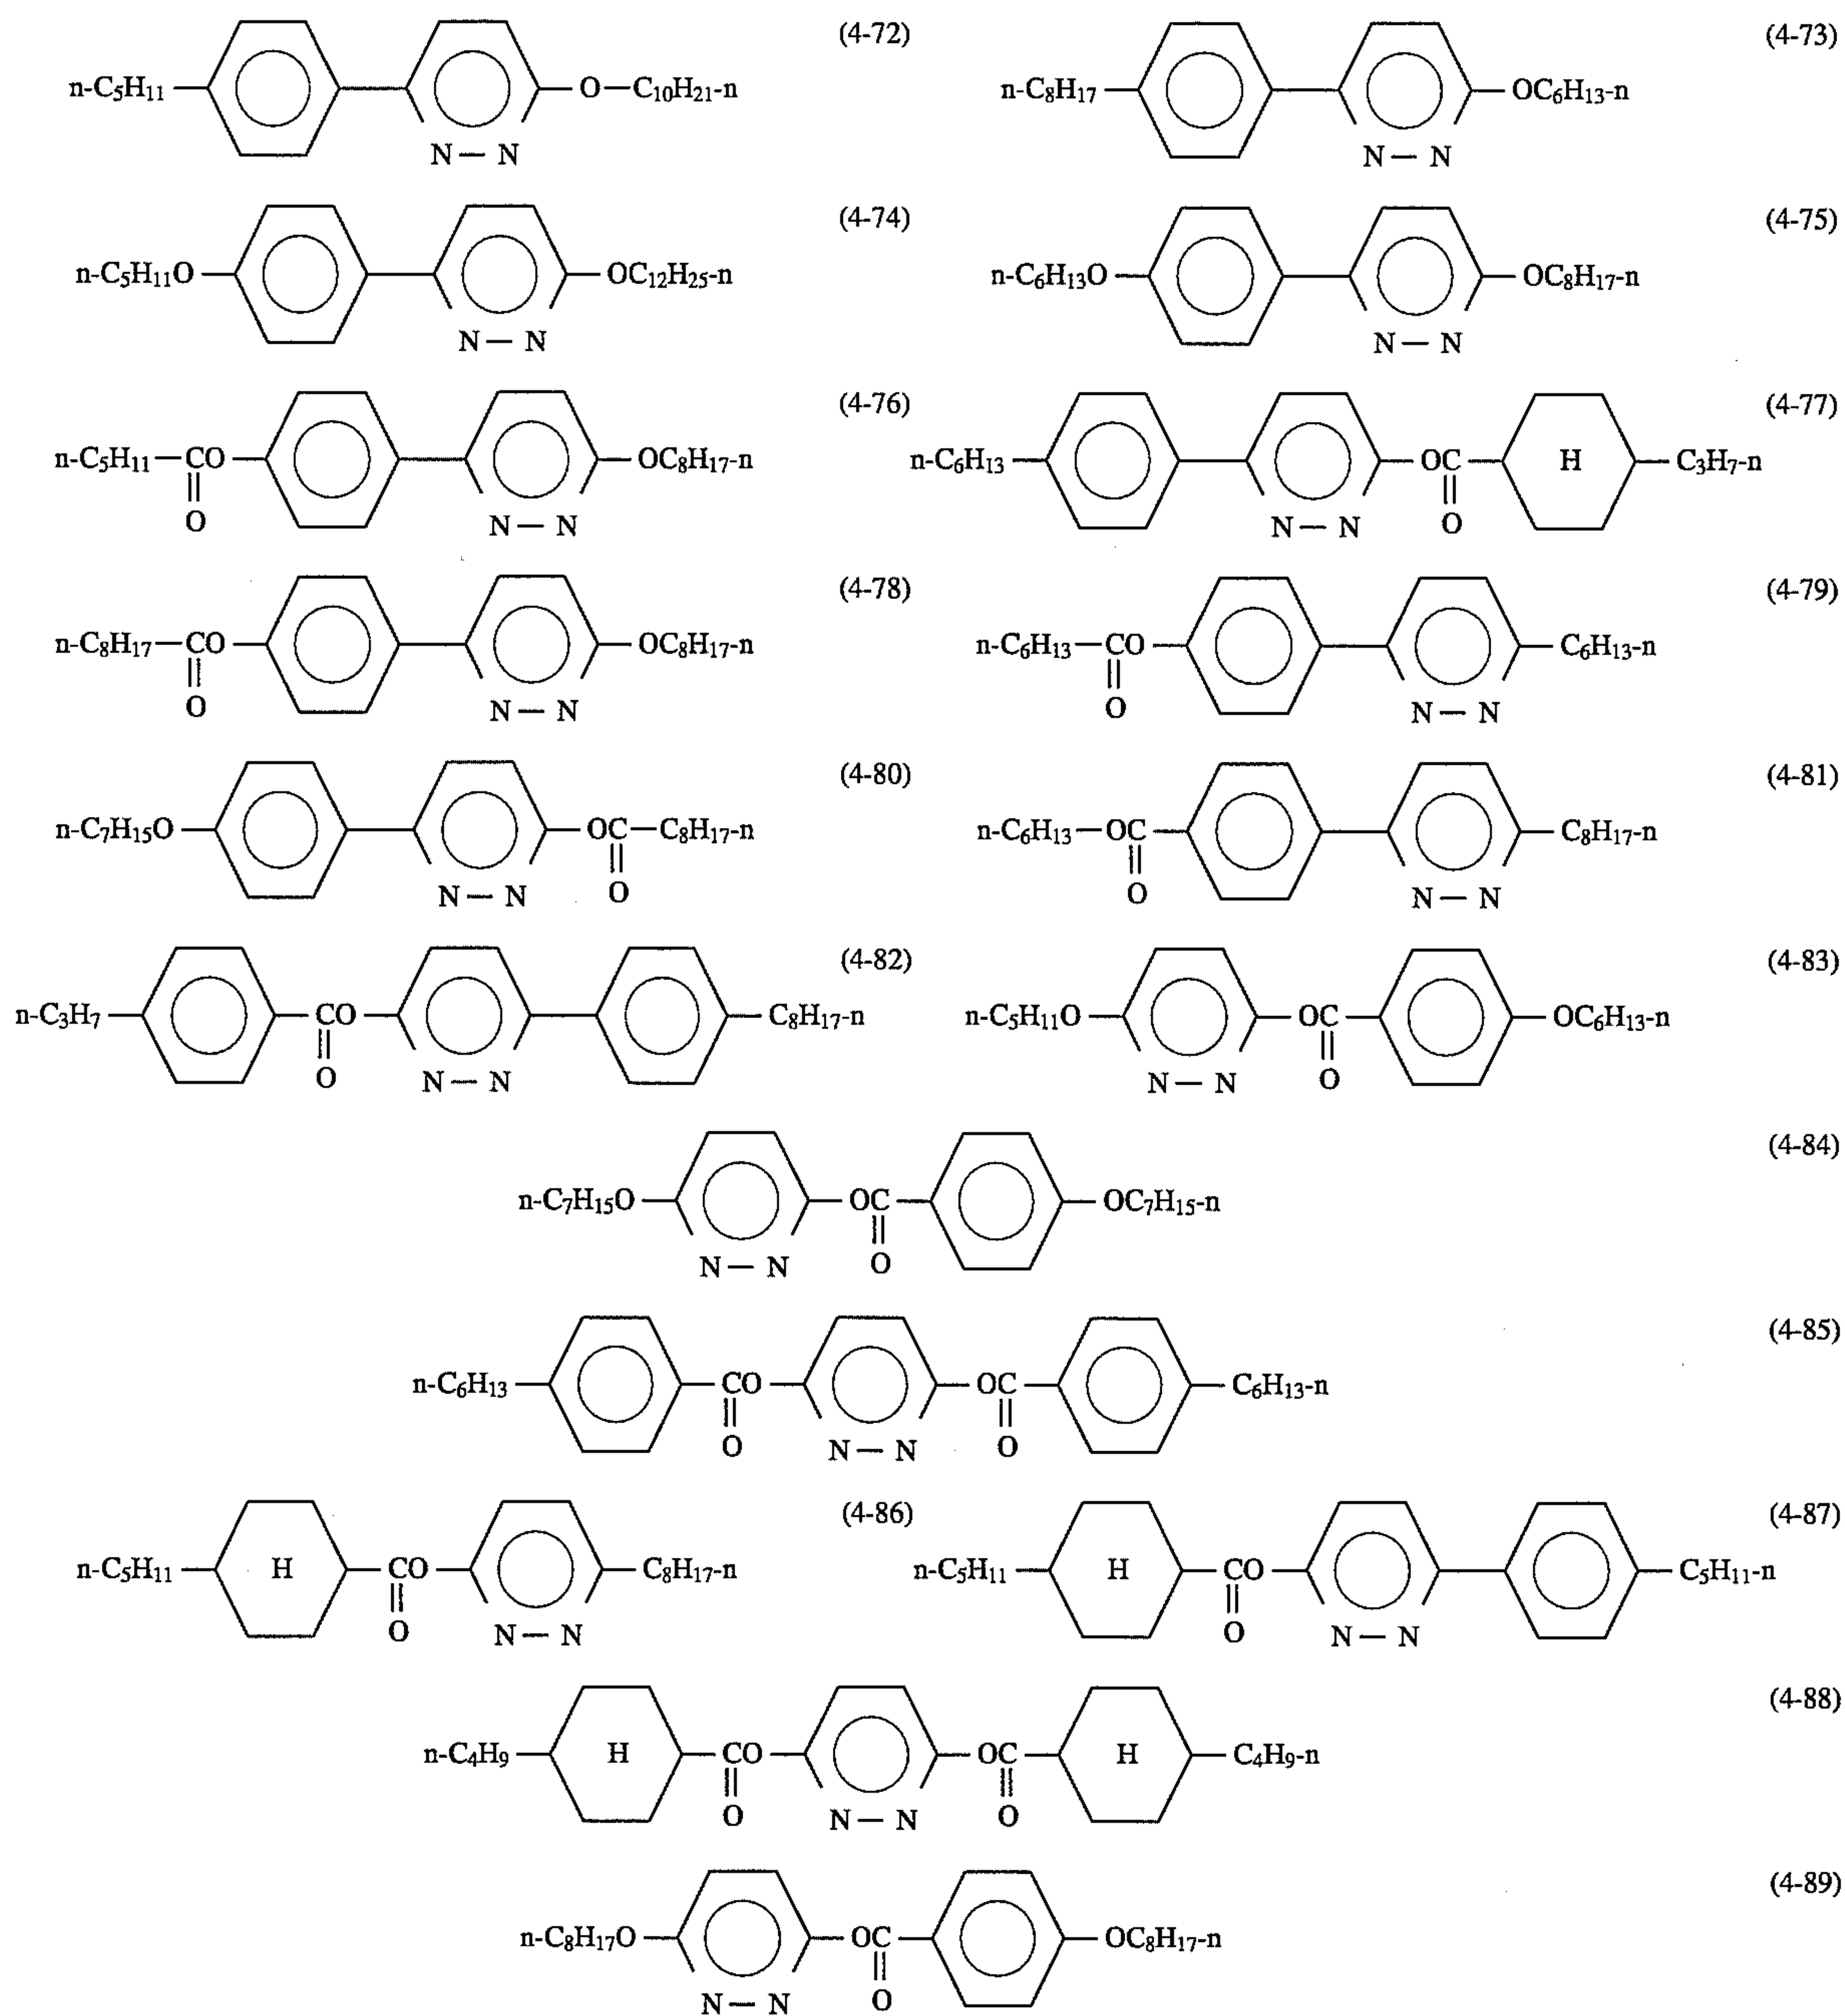 (4-72) (4-73)
n-C5H11 O C10H21-n n-C8H17 OC6H13-n
N N N N
(4-74) (4-75)
n-C5H11O OC12H25-n n-C6H13O OC8H17-n
N N N N
(4-76) (4-77)
n-C5H11 CO OC8H17-n n-C6H13 OC H C3H7-n
O N N N N O
(4-78) (4-79)
n-C8H17 CO OC8H17-n n-C6H13 CO C6H13-n
O N N O N N
(4-80) (4-81)
n-C7H15O OC C8H17-n n-C6H13 OC C8H17-n
N N O O N N
(4-82) (4-83)
n-C3H7 CO C8H17-n n-C5H11O OC OC6H13-n
O N N N N O
(4-84)
n-C7H15O OC OC7H15-n
N N O
(4-85)
n-C6H13 CO OC C6H13-n
O N N O
(4-86) (4-87)
n-C5H11 H CO C8H17-n n-C5H11 H CO C5H11-n
O N N O N N
(4-88)
n-C4H9 H CO OC H C4H9-n
O N N O
(4-89)
n-C8H17O OC OC8H17-n
N N O